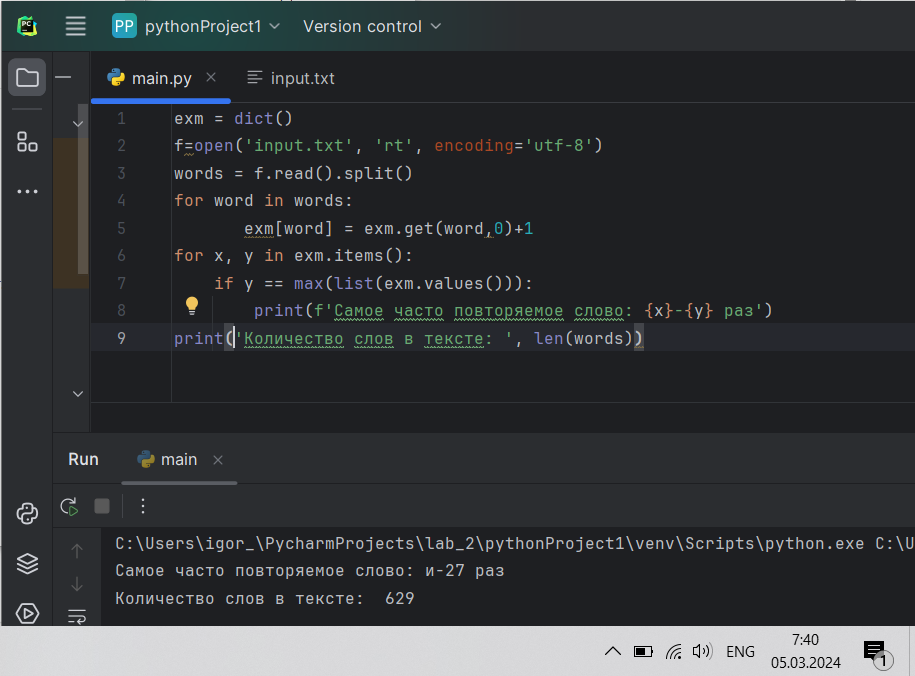 PC
PP pythonProject1 Version control
main.py input.txt
1 exm = dict()
2 f=open('input.txt', 'rt', encoding='utf-8')
3 words = f.read().split()
4 for word in words:
5 exm[word] = exm.get(word,0)+1
6 for x, y in exm.items():
7 if y == max(list(exm.values())):
8 print(f'Самое часто повторяемое слово: {x}-{y} раз')
9 print('Количество слов в тексте: ', len(words))
Run main
C:\Users\igor_\PycharmProjects\lab_2\pythonProject1\venv\Scripts\python.exe C:\U
Самое часто повторяемое слово: и-27 раз
Количество слов в тексте:  629
ENG 7:40
05.03.2024 1